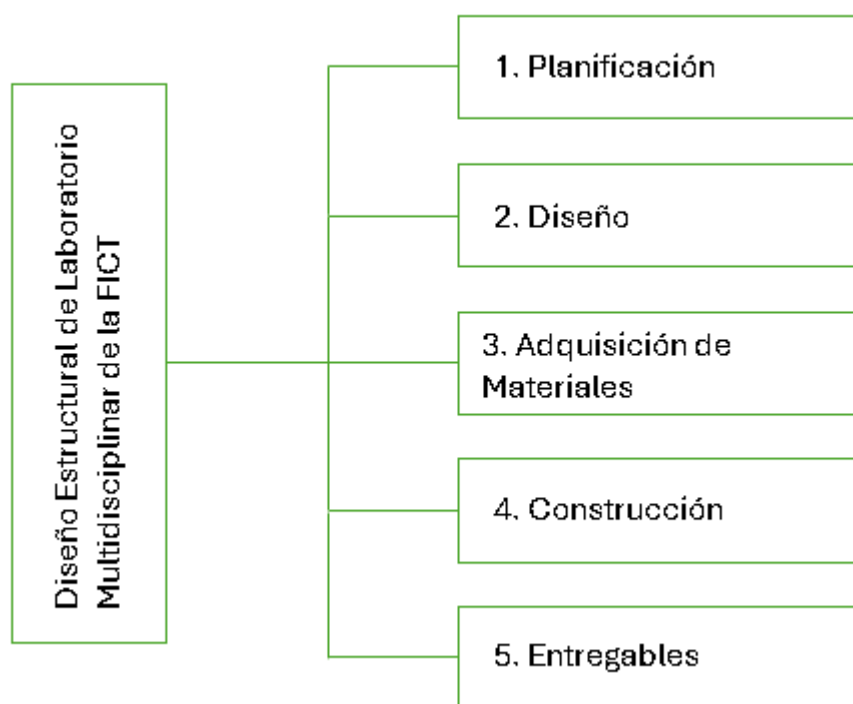 Diseño Estructural de Laboratorio
Multidisciplinar de la FICT
1. Planificación
2. Diseño
3. Adquisición de
Materiales
4. Construcción
5. Entregables